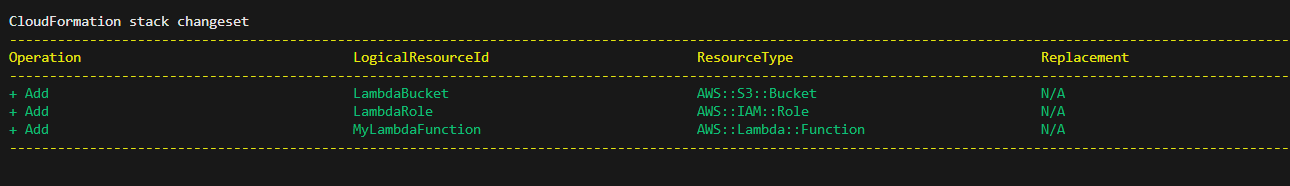 CloudFormation stack changeset
-----------------------------------------------------------------------------------------------------------------------------------------------------------------
Operation LogicalResourceId ResourceType Replacement
-----------------------------------------------------------------------------------------------------------------------------------------------------------------
+ Add LambdaBucket AWS::S3::Bucket N/A
+ Add LambdaRole AWS::IAM::Role N/A
+ Add MyLambdaFunction AWS::Lambda::Function N/A
-----------------------------------------------------------------------------------------------------------------------------------------------------------------